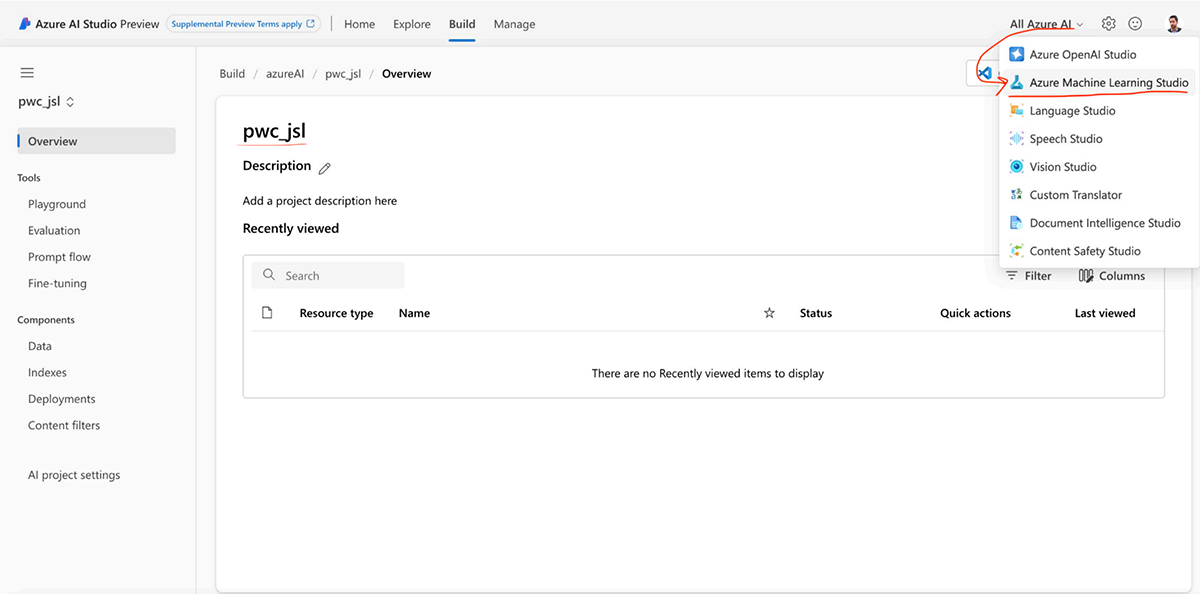 Azure AI Studio Preview
Supplemental Preview Terms apply
Home
Explore
Build
Manage
All Azure AI
pwc_jsl
Overview
Tools
Playground
Evaluation
Prompt flow
Fine-tuning
Components
Data
Indexes
Deployments
Content filters
AI project settings
Build / azureAI / pwc_jsl / Overview
Azure OpenAI Studio
Azure Machine Learning Studio
Language Studio
Speech Studio
Vision Studio
Custom Translator
Document Intelligence Studio
Content Safety Studio
pwc_jsl
Description
Add a project description here
Recently viewed
Search
Filter
Columns
Resource type
Name
Status
Quick actions
Last viewed
There are no Recently viewed items to display